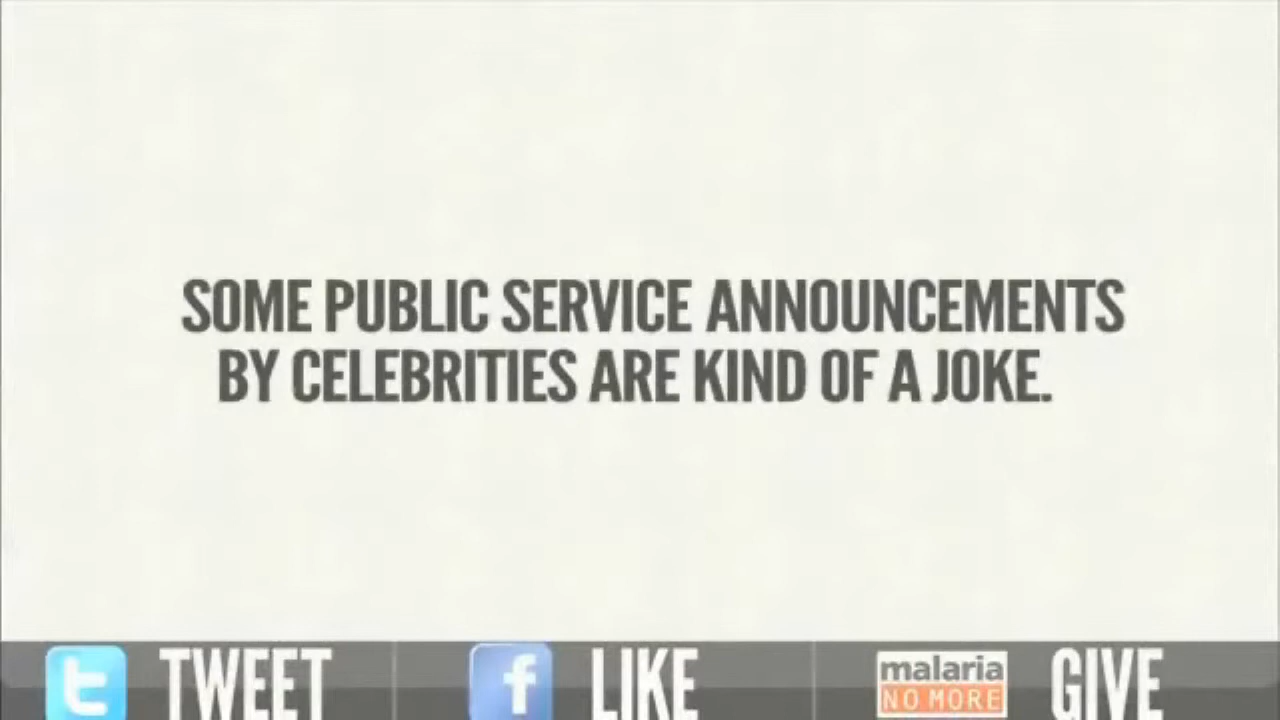 SOME PUBLIC SERVICE ANNOUNCEMENTS
BY CELEBRITIES ARE KIND OF A JOKE.
t TWEET f LIKE malaria GIVE
NO MORE